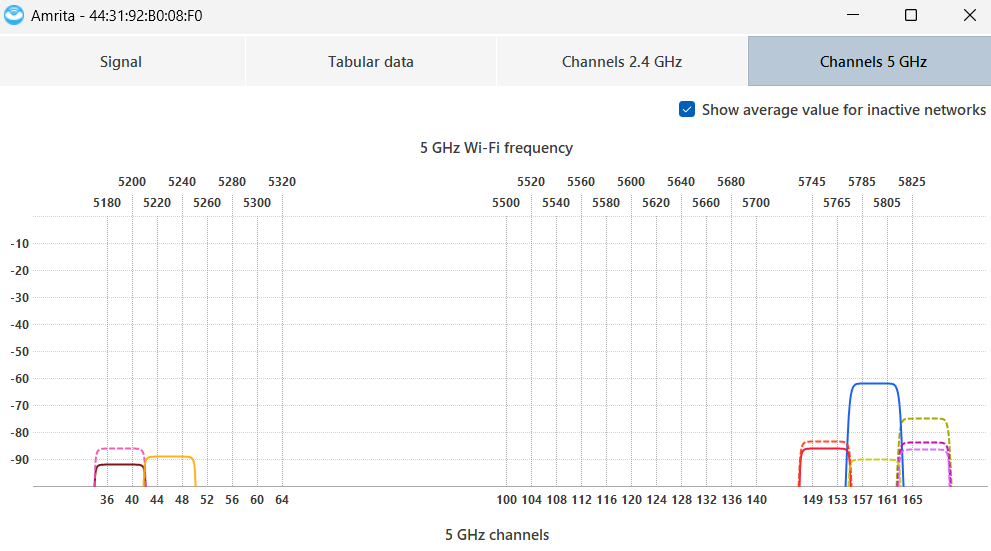 Amrita - 44:31:92:B0:08:F0
Signal Tabular data Channels 2.4 GHz Channels 5 GHz
Show average value for inactive networks
5 GHz Wi-Fi frequency
5200 5240 5280 5320 5520 5560 5600 5640 5680 5745 5785 5825
5180 5220 5260 5300 5500 5540 5580 5620 5660 5700 5765 5805
-10
-20
-30
-40
-50
-60
-70
-80
-90
36 40 44 48 52 56 60 64 100 104 108 112 116 120 124 128 132 136 140 149 153 157 161 165
5 GHz channels